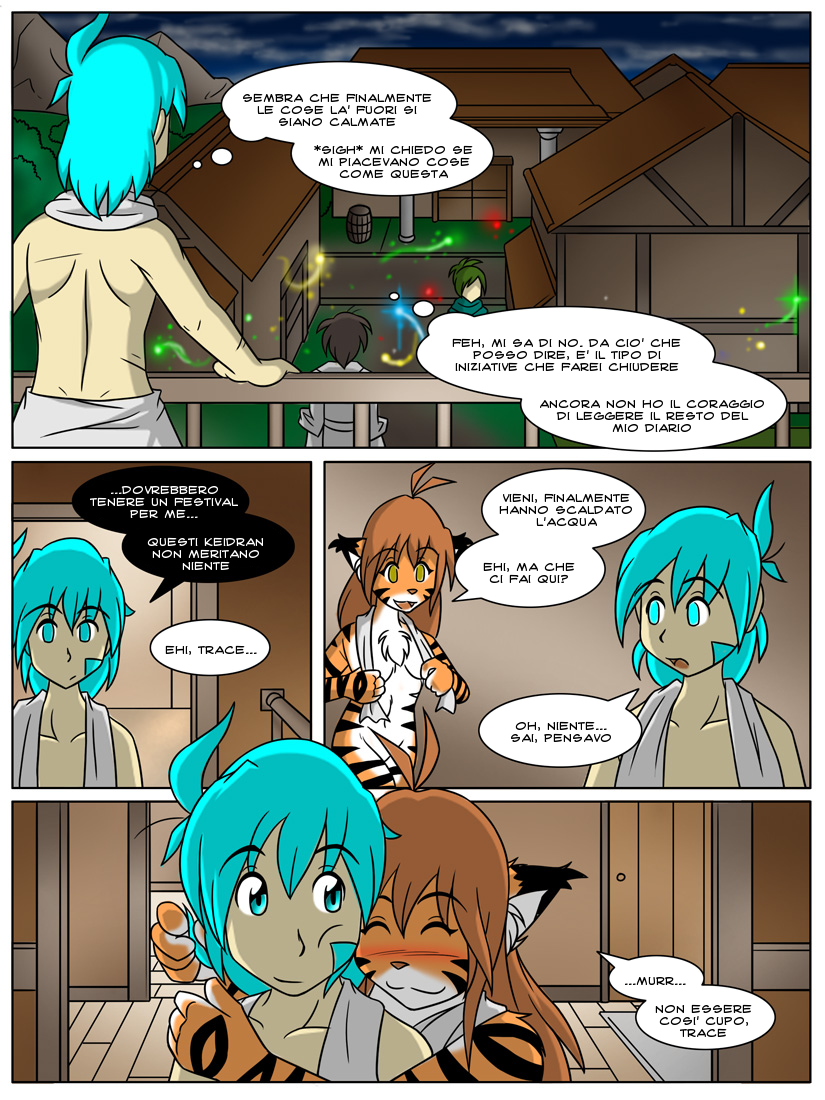 SEMBRA CHE FINALMENTE
LE COSE LA' FUORI SI
SIANO CALMATE
*SIGH* MI CHIEDO SE
MI PIACEVANO COSE
COME QUESTA
FEH, MI SA DI NO. DA CIO' CHE
POSSO DIRE, E' IL TIPO DI
INIZIATIVE CHE FAREI CHIUDERE
ANCORA NON HO IL CORAGGIO
DI LEGGERE IL RESTO DEL
MIO DIARIO
...DOVREBBERO
TENERE UN FESTIVAL
PER ME...
QUESTI KEIDRAN
NON MERITANO
NIENTE
EHI, TRACE...
VIENI, FINALMENTE
HANNO SCALDATO
L'ACQUA
EHI, MA CHE
CI FAI QUI?
OH, NIENTE...
SAI, PENSAVO
...MURR...
NON ESSERE
COSI' CUPO,
TRACE